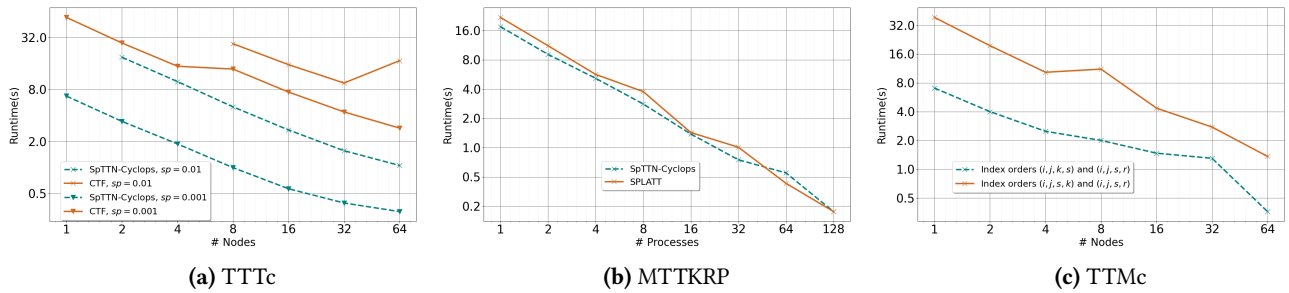 Runtime(s)
32.0
8.0
2.0
0.5
SpTTN-Cyclops, sp = 0.01
CTF, sp = 0.01
SpTTN-Cyclops, sp = 0.001
CTF, sp = 0.001
1 2 4 8 16 32 64
# Nodes
(a) TTTc
Runtime(s)
16.0
8.0
4.0
2.0
1.0
0.5
0.2
SpTTN-Cyclops
SPLATT
1 2 4 8 16 32 64 128
# Processes
(b) MTTKRP
Runtime(s)
32.0
16.0
8.0
4.0
2.0
1.0
0.5
Index orders (i, j, k, s) and (i, j, s, r)
Index orders (i, j, s, k) and (i, j, s, r)
1 2 4 8 16 32 64
# Nodes
(c) TTMc